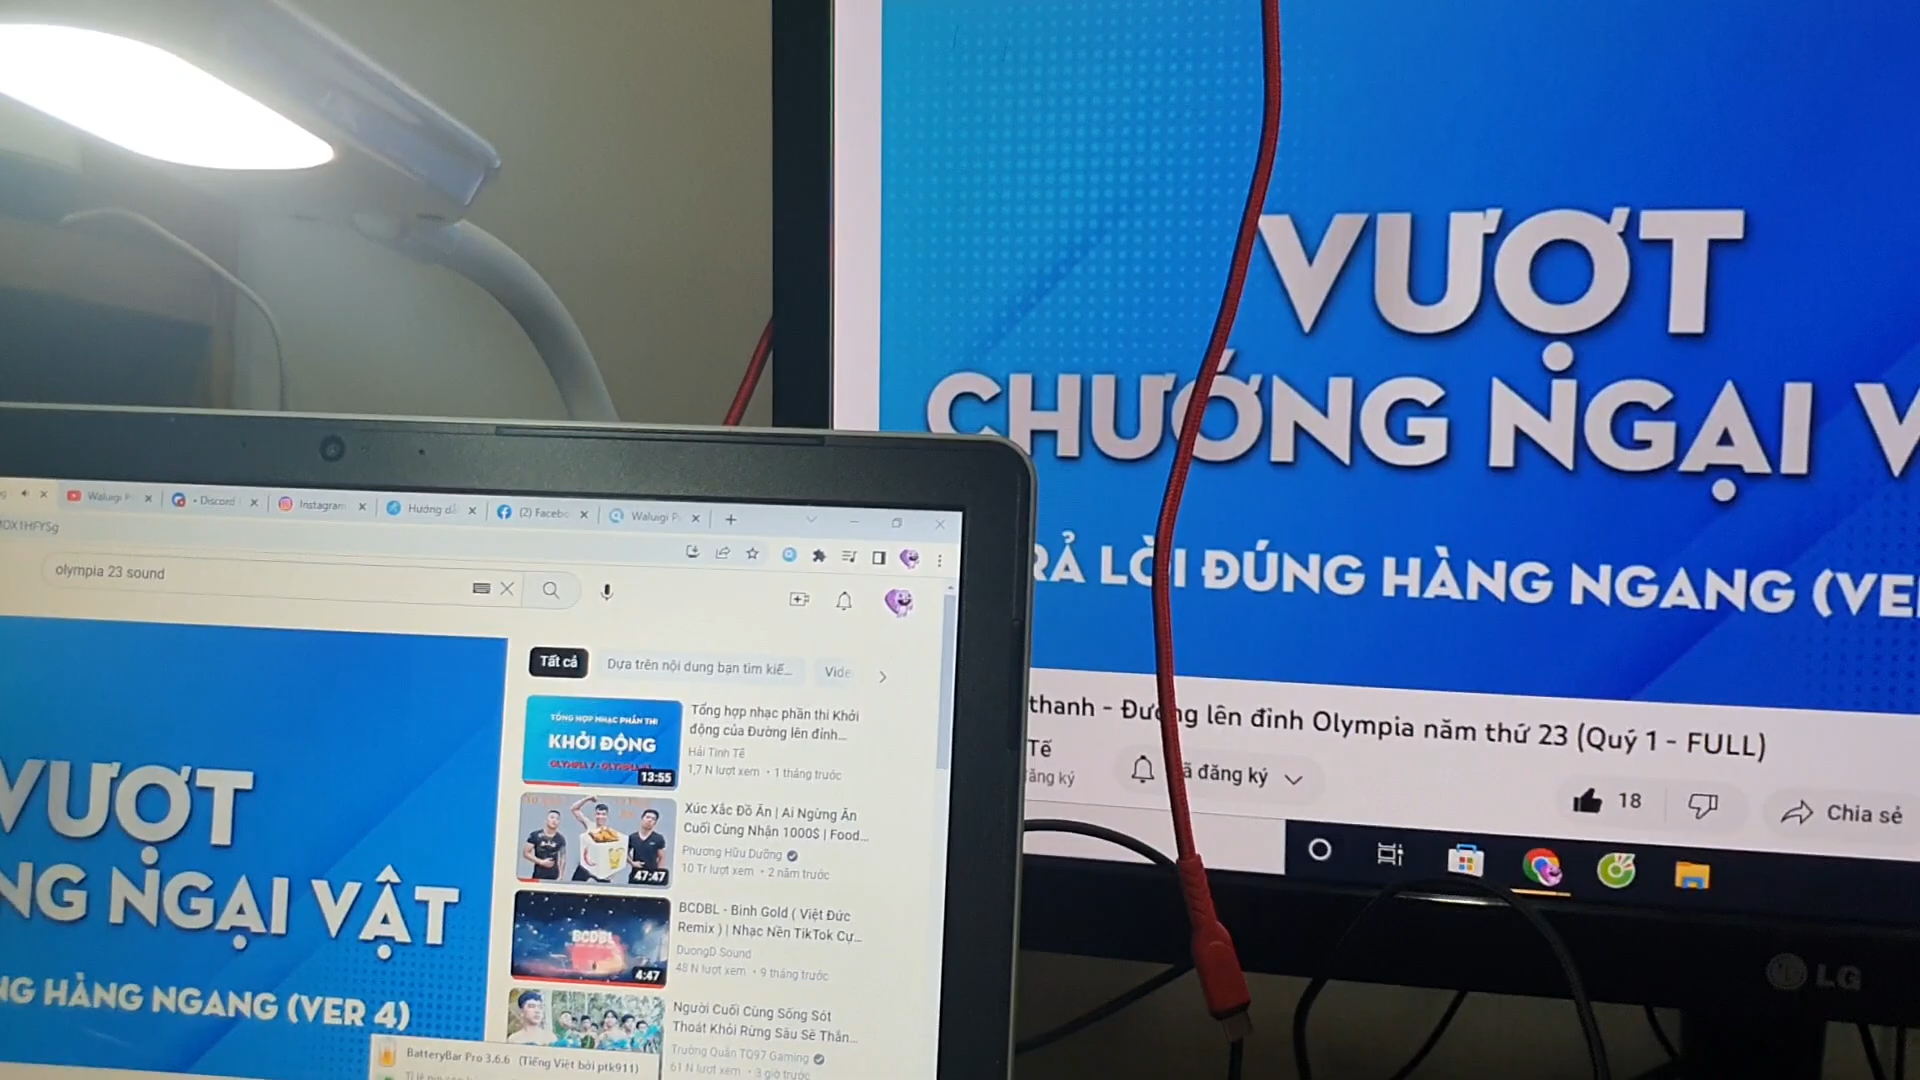 VƯỢT
CHƯỚNG NGẠI V
RẢ LỜI ĐÚNG HÀNG NGANG (VE
thanh - Đường lên đỉnh Olympia năm thứ 23 (Quý 1 - FULL)
Tế
ăng ký
ã đăng ký
18
Chia sẻ
LG
Waluigi P
Discord
Instagram
Hướng dẫ
(2) Facebo
Waluigi P
olympia 23 sound
VƯỢT
NG NGẠI VẬT
NG HÀNG NGANG (VER 4)
Tất cả
Dựa trên nội dung bạn tìm kiế...
Vide
TỔNG HỢP NHẠC PHẦN THI
KHỞI ĐỘNG
13:55
Tổng hợp nhạc phần thi Khởi
động của Đường lên đỉnh...
Hải Tinh Tế
1,7 N lượt xem • 1 tháng trước
47:47
Xúc Xắc Đồ Ăn | Ai Ngừng Ăn
Cuối Cùng Nhận 1000$ | Food...
Phương Hữu Dưỡng
10 Tr lượt xem • 2 năm trước
BCDBL
4:47
BCDBL - Bình Gold ( Việt Đức
Remix ) | Nhạc Nền TikTok Cự...
DuongD Sound
48 N lượt xem • 9 tháng trước
Người Cuối Cùng Sống Sót
Thoát Khỏi Rừng Sâu Sẽ Thắn...
Trường Quẩn TQ97 Gaming
61 N lượt xem • 3 giờ trước
BatteryBar Pro 3.6.6 (Tiếng Việt bởi ptk911)